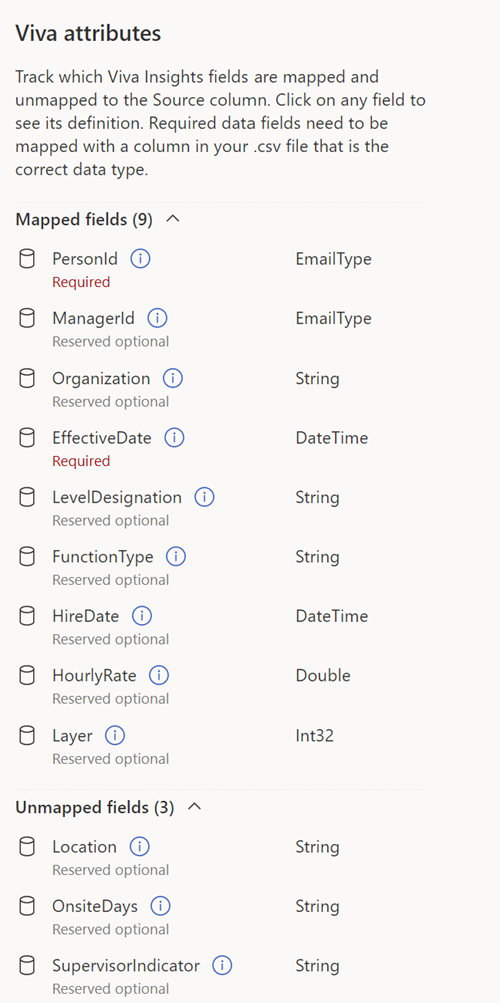 Viva attributes
Track which Viva Insights fields are mapped and
unmapped to the Source column. Click on any field to
see its definition. Required data fields need to be
mapped with a column in your .csv file that is the
correct data type.
Mapped fields (9)
PersonId EmailType
Required
ManagerId EmailType
Reserved optional
Organization String
Reserved optional
EffectiveDate DateTime
Required
LevelDesignation String
Reserved optional
FunctionType String
Reserved optional
HireDate DateTime
Reserved optional
HourlyRate Double
Reserved optional
Layer Int32
Reserved optional
Unmapped fields (3)
Location String
Reserved optional
OnsiteDays String
Reserved optional
SupervisorIndicator String
Reserved optional